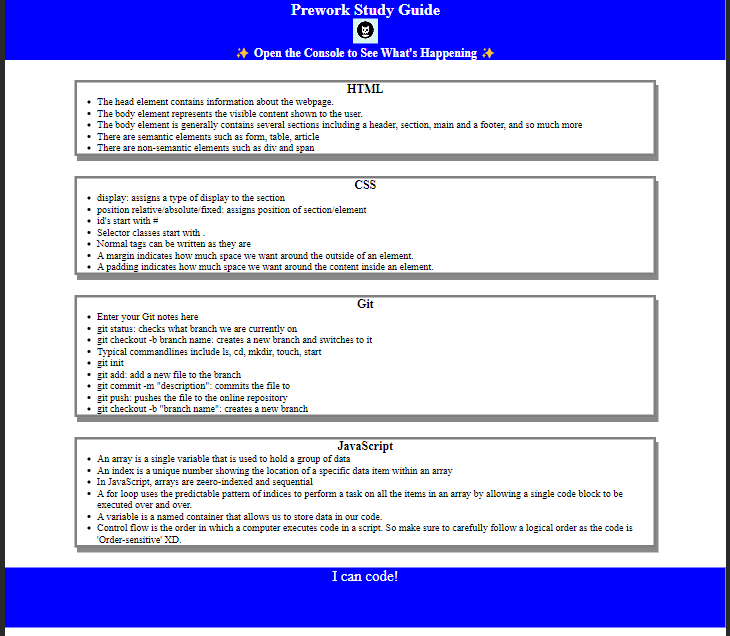 Prework Study Guide
✨ Open the Console to See What's Happening ✨
HTML
• The head element contains information about the webpage.
• The body element represents the visible content shown to the user.
• The body element is generally contains several sections including a header, section, main and a footer, and so much more
• There are semantic elements such as form, table, article
• There are non-semantic elements such as div and span
CSS
• display: assigns a type of display to the section
• position relative/absolute/fixed: assigns position of section/element
• id's start with #
• Selector classes start with .
• Normal tags can be written as they are
• A margin indicates how much space we want around the outside of an element.
• A padding indicates how much space we want around the content inside an element.
Git
• Enter your Git notes here
• git status: checks what branch we are currently on
• git checkout -b branch name: creates a new branch and switches to it
• Typical commandlines include ls, cd, mkdir, touch, start
• git init
• git add: add a new file to the branch
• git commit -m "description": commits the file to
• git push: pushes the file to the online repository
• git checkout -b "branch name": creates a new branch
JavaScript
• An array is a single variable that is used to hold a group of data
• An index is a unique number showing the location of a specific data item within an array
• In JavaScript, arrays are zeero-indexed and sequential
• A for loop uses the predictable pattern of indices to perform a task on all the items in an array by allowing a single code block to be
executed over and over.
• A variable is a named container that allows us to store data in our code.
• Control flow is the order in which a computer executes code in a script. So make sure to carefully follow a logical order as the code is
'Order-sensitive' XD.
I can code!